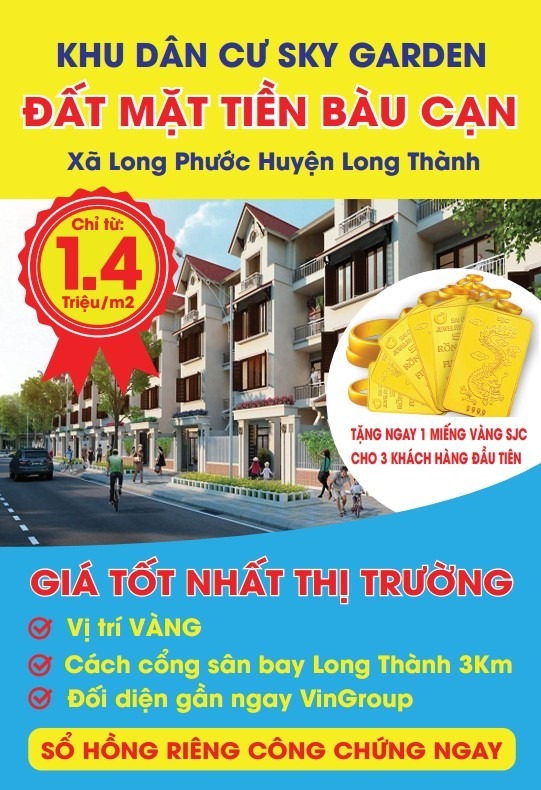 KHU DÂN CƯ SKY GARDEN
ĐẤT MẶT TIỀN BÀU CẠN
Xã Long Phước Huyện Long Thành
Chỉ từ:
1.4
Triệu/m2
TẶNG NGAY 1 MIẾNG VÀNG SJC
CHO 3 KHÁCH HÀNG ĐẦU TIÊN
GIÁ TỐT NHẤT THỊ TRƯỜNG
Vị trí VÀNG
Cách cổng sân bay Long Thành 3Km
Đối diện gần ngay VinGroup
SỔ HỒNG RIÊNG CÔNG CHỨNG NGAY